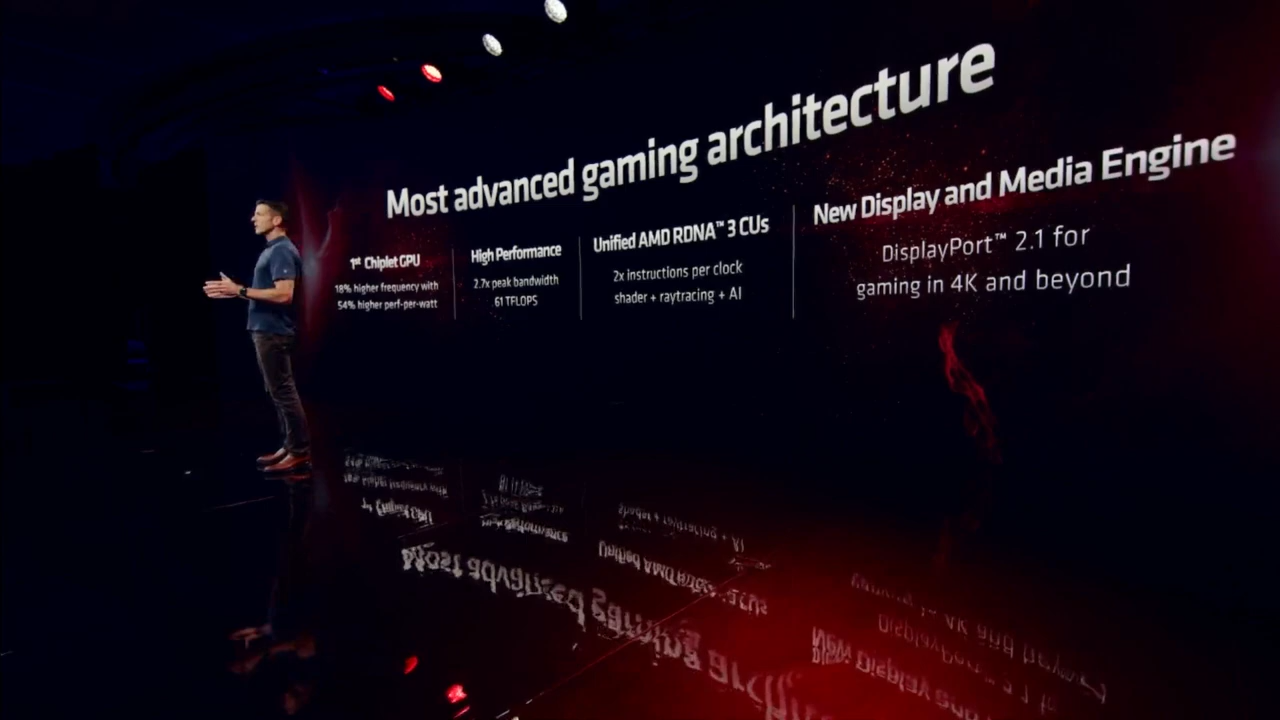 Most advanced gaming architecture
1st Chiplet GPU
18% higher frequency with
54% higher perf-per-watt
High Performance
2.7x peak bandwidth
61 TFLOPS
Unified AMD RDNA™ 3 CUs
2x instructions per clock
shader + raytracing + AI
New Display and Media Engine
DisplayPort™ 2.1 for
gaming in 4K and beyond